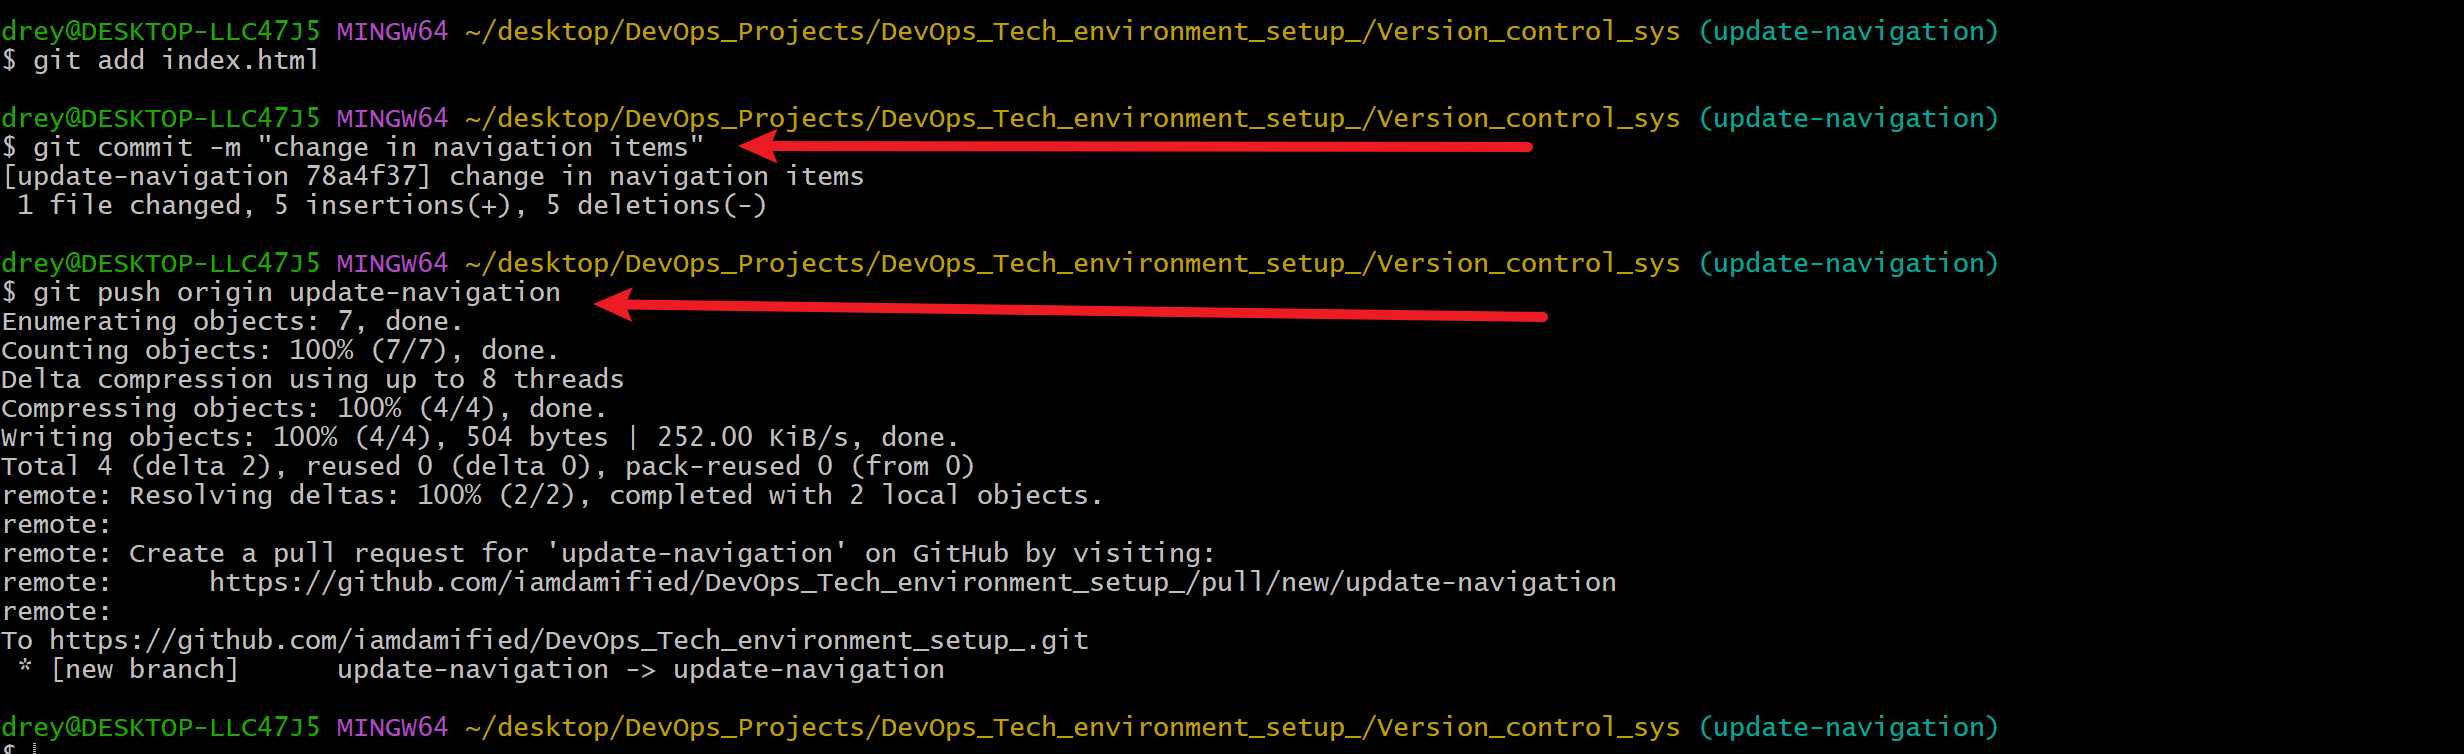 drey@DESKTOP-LLC47J5 MINGW64 ~/desktop/DevOps_Projects/DevOps_Tech_environment_setup_/Version_control_sys (update-navigation)
$ git add index.html
drey@DESKTOP-LLC47J5 MINGW64 ~/desktop/DevOps_Projects/DevOps_Tech_environment_setup_/Version_control_sys (update-navigation)
$ git commit -m "change in navigation items"
[update-navigation 78a4f37] change in navigation items
 1 file changed, 5 insertions(+), 5 deletions(-)
drey@DESKTOP-LLC47J5 MINGW64 ~/desktop/DevOps_Projects/DevOps_Tech_environment_setup_/Version_control_sys (update-navigation)
$ git push origin update-navigation
Enumerating objects: 7, done.
Counting objects: 100% (7/7), done.
Delta compression using up to 8 threads
Compressing objects: 100% (4/4), done.
Writing objects: 100% (4/4), 504 bytes | 252.00 KiB/s, done.
Total 4 (delta 2), reused 0 (delta 0), pack-reused 0 (from 0)
remote: Resolving deltas: 100% (2/2), completed with 2 local objects.
remote:
remote: Create a pull request for 'update-navigation' on GitHub by visiting:
remote:      https://github.com/iamdamified/DevOps_Tech_environment_setup_/pull/new/update-navigation
remote:
To https://github.com/iamdamified/DevOps_Tech_environment_setup_.git
 * [new branch]      update-navigation -> update-navigation
drey@DESKTOP-LLC47J5 MINGW64 ~/desktop/DevOps_Projects/DevOps_Tech_environment_setup_/Version_control_sys (update-navigation)
$